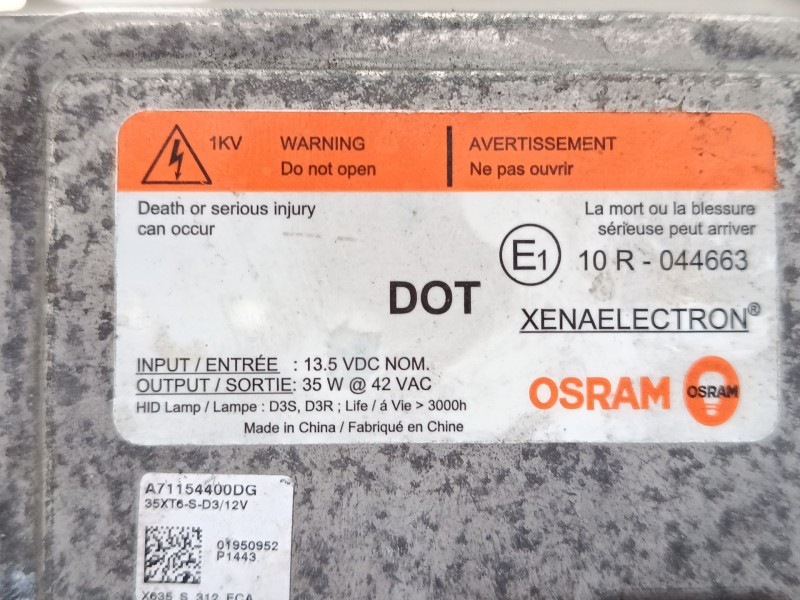 1KV WARNING AVERTISSEMENT
Do not open Ne pas ouvrir
Death or serious injury
can occur
La mort ou la blessure
sérieuse peut arriver
E1 10 R - 044663
DOT
XENAELECTRON®
INPUT / ENTRÉE : 13.5 VDC NOM.
OUTPUT / SORTIE: 35 W @ 42 VAC
HID Lamp / Lampe : D3S, D3R ; Life / á Vie > 3000h
Made in China / Fabriqué en Chine
OSRAM OSRAM
A71154400DG
35XT6-S-D3/12V
01950952
P1443
X635 S 312 ECA